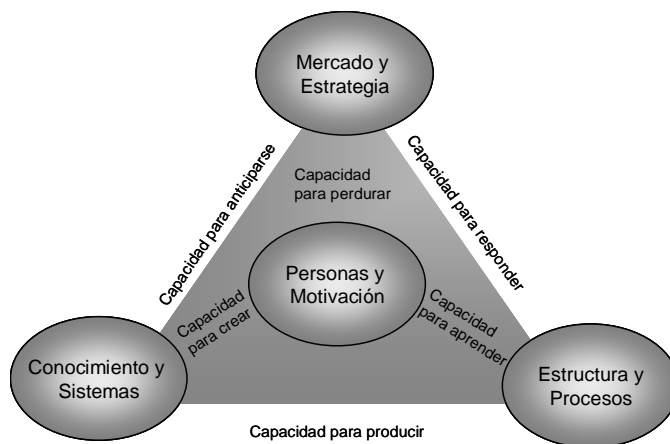 Mercado y
Estrategia
Capacidad para anticiparse
Capacidad para responder
Capacidad
para perdurar
Personas y
Motivación
Capacidad
para crear
Capacidad
para aprender
Conocimiento y
Sistemas
Estructura y
Procesos
Capacidad para producir